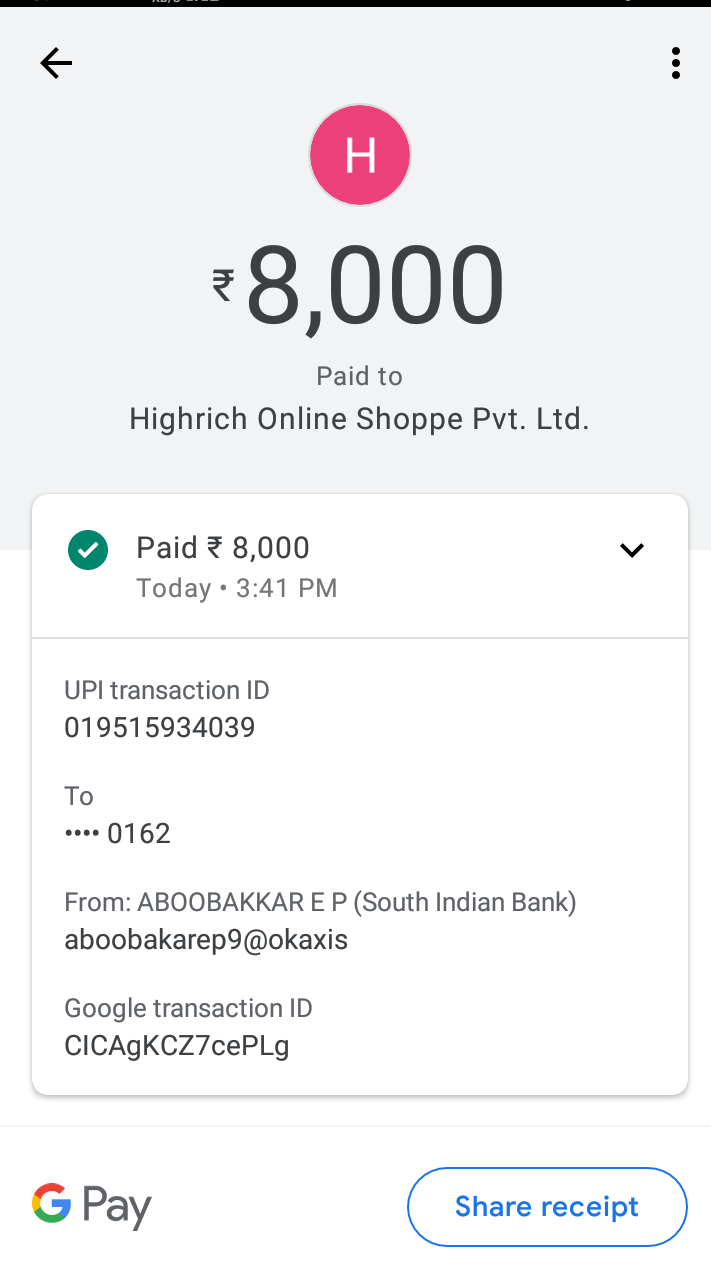 H
₹8,000
Paid to
Highrich Online Shoppe Pvt. Ltd.
Paid ₹ 8,000
Today • 3:41 PM
UPI transaction ID
019515934039
To
•••• 0162
From: ABOOBAKKAR E P (South Indian Bank)
aboobakarep9@okaxis
Google transaction ID
CICAgKCZ7cePLg
G Pay
Share receipt